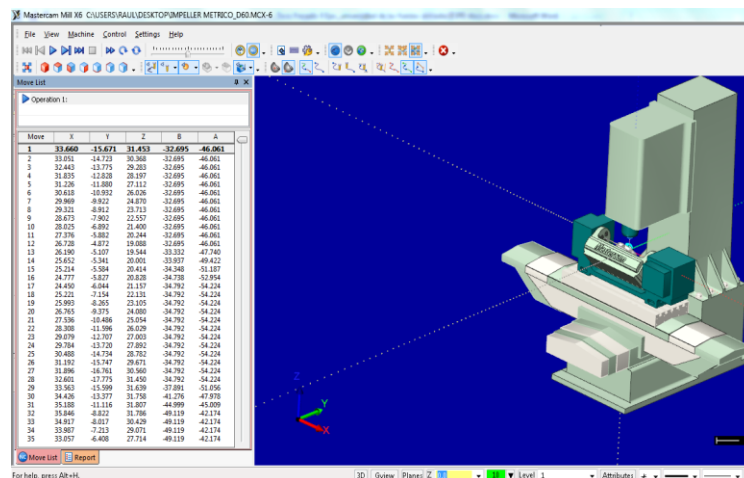 Mastercam Mill X6 C:\USERS\RAUL\DESKTOP\IMPELLER METRICO_D60.MCX-6
File View Machine Control Settings Help
Move List
Operation 1:
Move X Y Z B A
1 33.660 -15.671 31.453 -32.695 -46.061
2 33.051 -14.723 30.368 -32.695 -46.061
3 32.443 -13.775 29.283 -32.695 -46.061
4 31.835 -12.828 28.197 -32.695 -46.061
5 31.226 -11.880 27.112 -32.695 -46.061
6 30.618 -10.932 26.026 -32.695 -46.061
7 29.969 -9.922 24.870 -32.695 -46.061
8 29.321 -8.912 23.713 -32.695 -46.061
9 28.673 -7.902 22.557 -32.695 -46.061
10 28.025 -6.892 21.400 -32.695 -46.061
11 27.376 -5.882 20.244 -32.695 -46.061
12 26.728 -4.872 19.088 -32.695 -46.061
13 26.190 -5.107 19.544 -33.332 -47.740
14 25.652 -5.341 20.001 -33.937 -49.422
15 25.214 -5.584 20.414 -34.348 -51.187
16 24.777 -5.827 20.828 -34.738 -52.954
17 24.450 -6.044 21.157 -34.792 -54.224
18 25.221 -7.154 22.131 -34.792 -54.224
19 25.993 -8.265 23.105 -34.792 -54.224
20 26.765 -9.375 24.080 -34.792 -54.224
21 27.536 -10.486 25.054 -34.792 -54.224
22 28.308 -11.596 26.029 -34.792 -54.224
23 29.079 -12.707 27.003 -34.792 -54.224
24 29.784 -13.720 27.892 -34.792 -54.224
25 30.488 -14.734 28.782 -34.792 -54.224
26 31.192 -15.747 29.671 -34.792 -54.224
27 31.896 -16.761 30.560 -34.792 -54.224
28 32.601 -17.775 31.450 -34.792 -54.224
29 33.563 -15.599 31.639 -37.891 -51.056
30 34.426 -13.377 31.758 -41.276 -47.978
31 35.188 -11.116 31.807 -44.999 -45.009
32 35.846 -8.822 31.786 -49.119 -42.174
33 34.917 -8.017 30.429 -49.119 -42.174
34 33.987 -7.213 29.071 -49.119 -42.174
35 33.057 -6.408 27.714 -49.119 -42.174
Z
Y
X
Move List Report
For help, press Alt+H.
3D Gview Planes Z 0.0 10 Level 1 Attributes